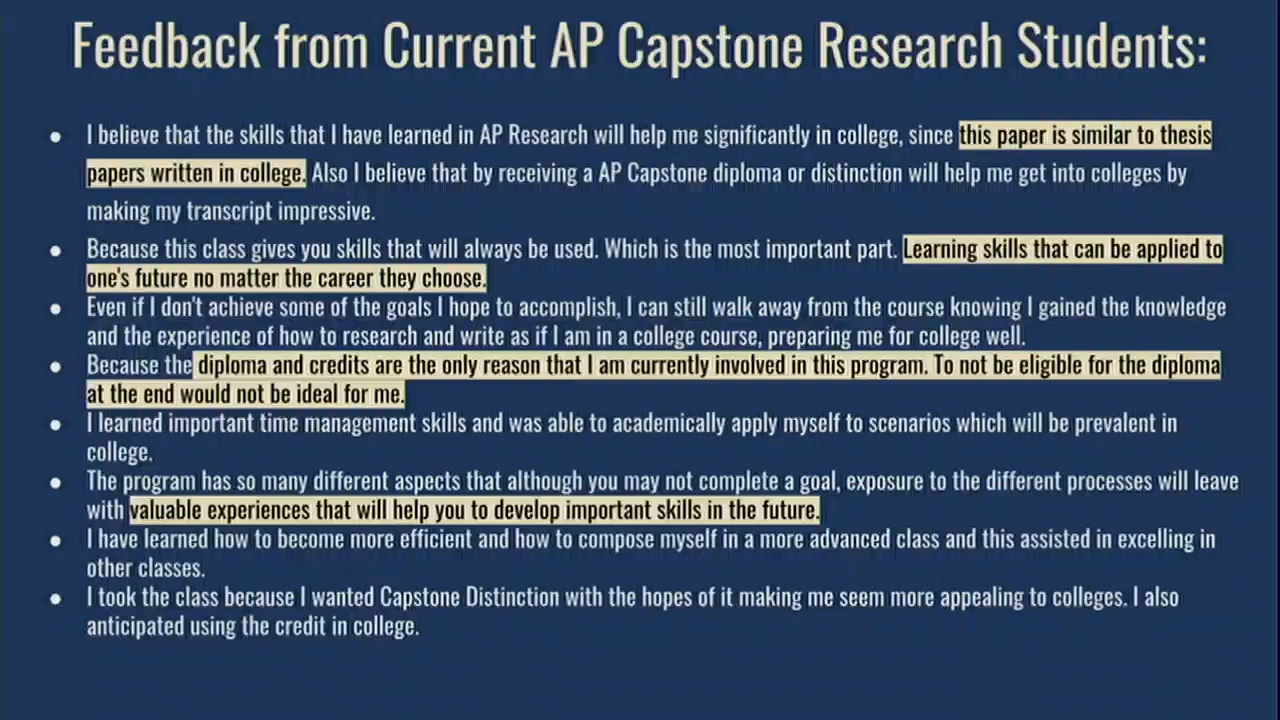 Feedback from Current AP Capstone Research Students:
● I believe that the skills that I have learned in AP Research will help me significantly in college, since this paper is similar to thesis
papers written in college. Also I believe that by receiving a AP Capstone diploma or distinction will help me get into colleges by
making my transcript impressive.
● Because this class gives you skills that will always be used. Which is the most important part. Learning skills that can be applied to
one's future no matter the career they choose.
● Even if I don't achieve some of the goals I hope to accomplish, I can still walk away from the course knowing I gained the knowledge
and the experience of how to research and write as if I am in a college course, preparing me for college well.
● Because the diploma and credits are the only reason that I am currently involved in this program. To not be eligible for the diploma
at the end would not be ideal for me.
● I learned important time management skills and was able to academically apply myself to scenarios which will be prevalent in
college.
● The program has so many different aspects that although you may not complete a goal, exposure to the different processes will leave
with valuable experiences that will help you to develop important skills in the future.
● I have learned how to become more efficient and how to compose myself in a more advanced class and this assisted in excelling in
other classes.
● I took the class because I wanted Capstone Distinction with the hopes of it making me seem more appealing to colleges. I also
anticipated using the credit in college.